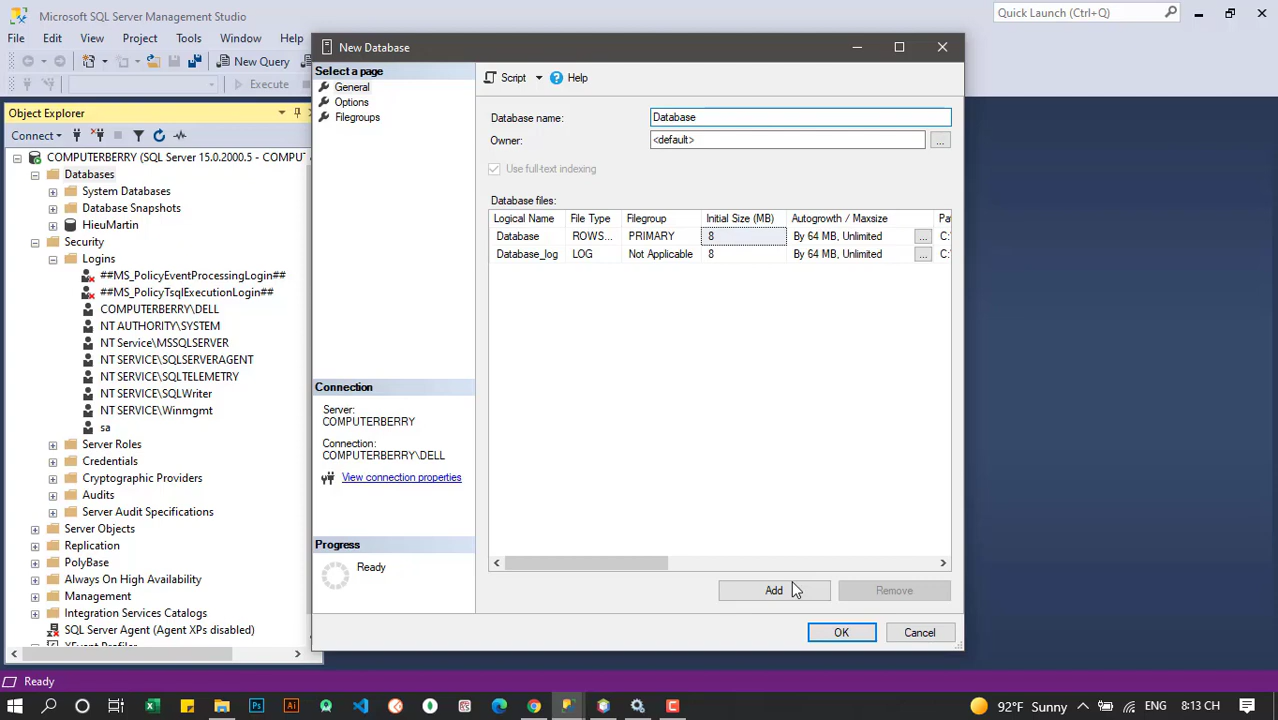 Microsoft SQL Server Management Studio
Quick Launch (Ctrl+Q)
File Edit View Project Tools Window Help
New Query
Execute
Object Explorer
Connect
COMPUTERBERRY (SQL Server 15.0.2000.5 - COMPUT
Databases
System Databases
Database Snapshots
HieuMartin
Security
Logins
##MS_PolicyEventProcessingLogin##
##MS_PolicyTsqlExecutionLogin##
COMPUTERBERRY\DELL
NT AUTHORITY\SYSTEM
NT Service\MSSQLSERVER
NT SERVICE\SQLSERVERAGENT
NT SERVICE\SQLTELEMETRY
NT SERVICE\SQLWriter
NT SERVICE\Winmgmt
sa
Server Roles
Credentials
Cryptographic Providers
Audits
Server Audit Specifications
Server Objects
Replication
PolyBase
Always On High Availability
Management
Integration Services Catalogs
SQL Server Agent (Agent XPs disabled)
XEvent Profiler
New Database
Select a page
General
Options
Filegroups
Connection
Server:
COMPUTERBERRY
Connection:
COMPUTERBERRY\DELL
View connection properties
Progress
Ready
Script Help
Database name: Database
Owner: <default> ...
Use full-text indexing
Database files:
Logical Name File Type Filegroup Initial Size (MB) Autogrowth / Maxsize Pa
Database ROWS... PRIMARY 8 By 64 MB, Unlimited ... C:\
Database_log LOG Not Applicable 8 By 64 MB, Unlimited ... C:\
Add Remove
OK Cancel
Ready
92°F Sunny ENG 8:13 CH